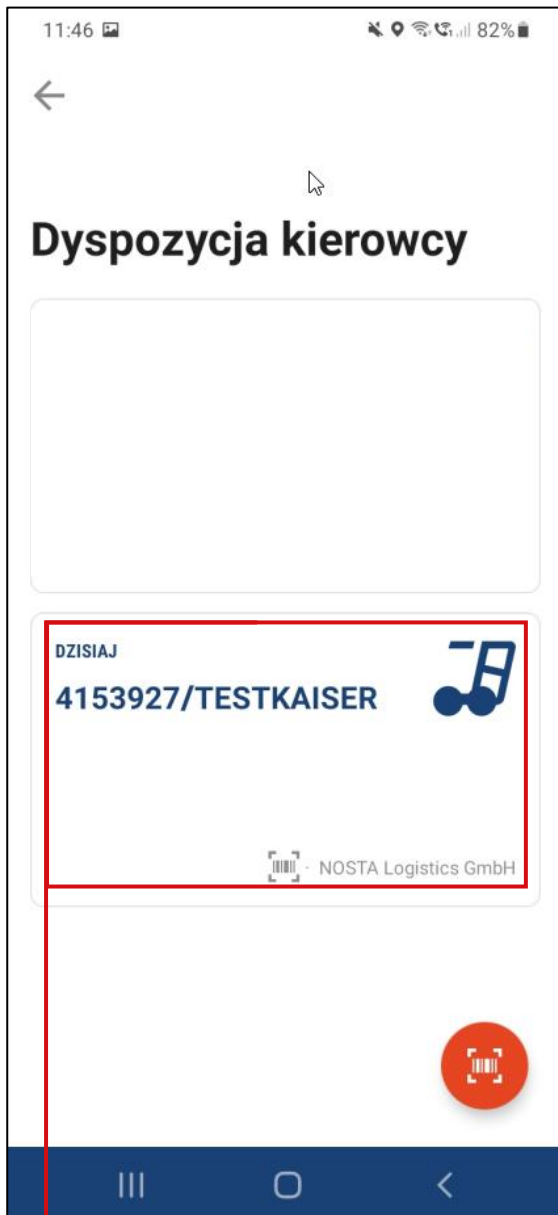 11:46
82%
Dyspozycja kierowcy
DZISIAJ
4153927/TESTKAISER
· NOSTA Logistics GmbH